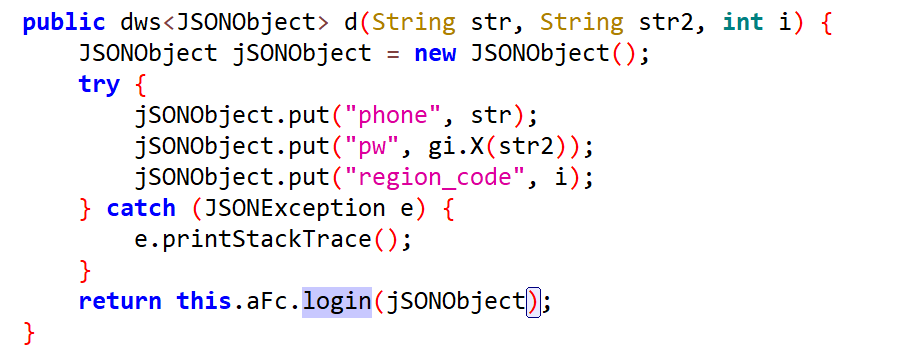 public dws<JSONObject> d(String str, String str2, int i) {
    JSONObject jSONObject = new JSONObject();
    try {
        jSONObject.put("phone", str);
        jSONObject.put("pw", gi.X(str2));
        jSONObject.put("region_code", i);
    } catch (JSONException e) {
        e.printStackTrace();
    }
    return this.aFc.login(jSONObject);
}